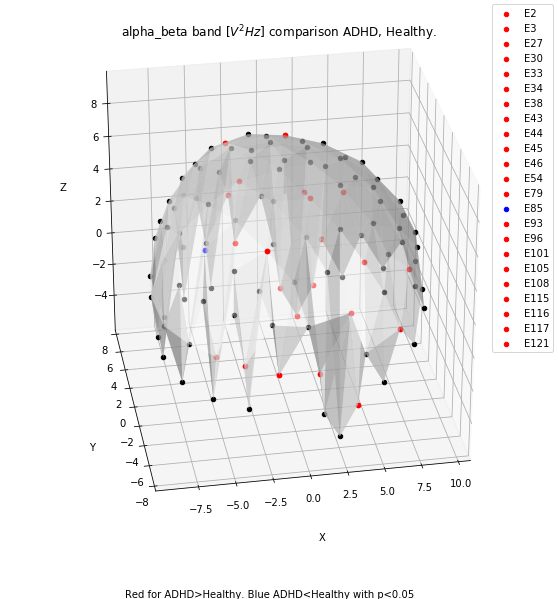 alpha_beta band [V²Hz] comparison ADHD, Healthy.
E2
E3
E27
E30
E33
E34
E38
E43
E44
E45
E46
E54
E79
E85
E93
E96
E101
E105
E108
E115
E116
E117
E121
Z
8
6
4
2
0
−2
−4
Y
8
6
4
2
0
−2
−4
−6
−8
−7.5
−5.0
−2.5
0.0
2.5
5.0
7.5
10.0
X
Red for ADHD>Healthy. Blue ADHD<Healthy with p<0.05